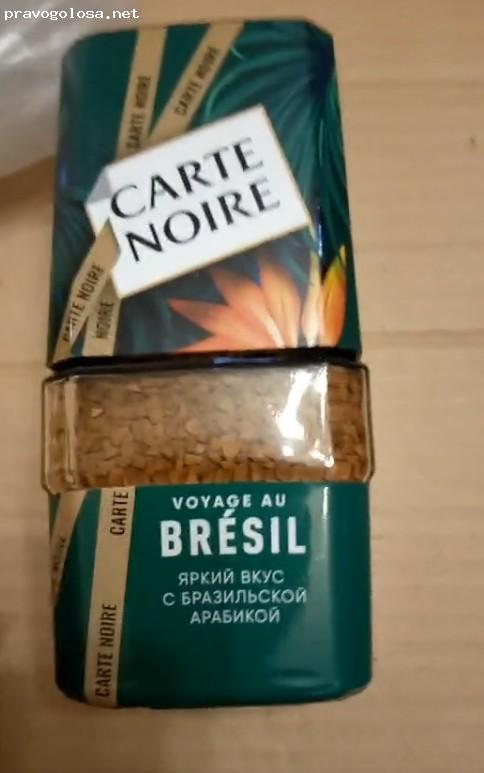 pravogolosa.net
CARTE NOIRE
CARTE NOIRE
CARTE
NOIRE
CARTE NOIRE
NOIRE
VOYAGE AU
BRÉSIL
ЯРКИЙ ВКУС
С БРАЗИЛЬСКОЙ
АРАБИКОЙ
CARTE
CARTE NOIRE